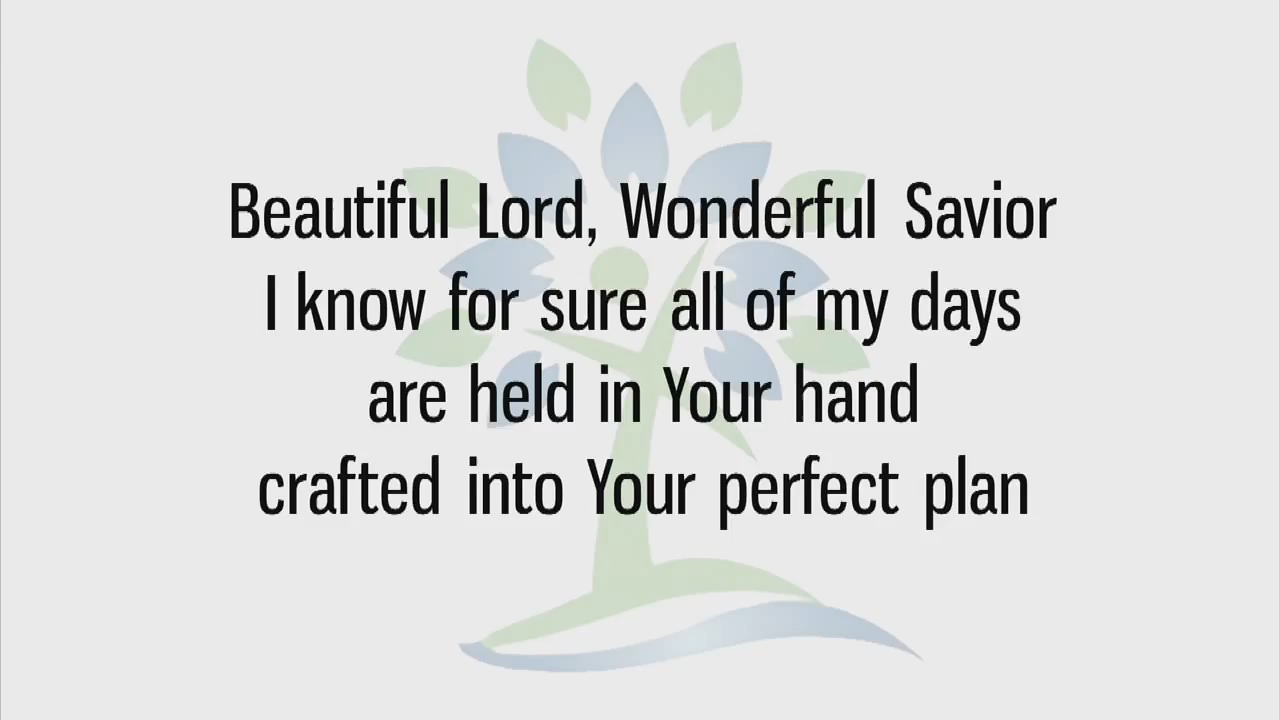 Beautiful Lord, Wonderful Savior
I know for sure all of my days
are held in Your hand
crafted into Your perfect plan